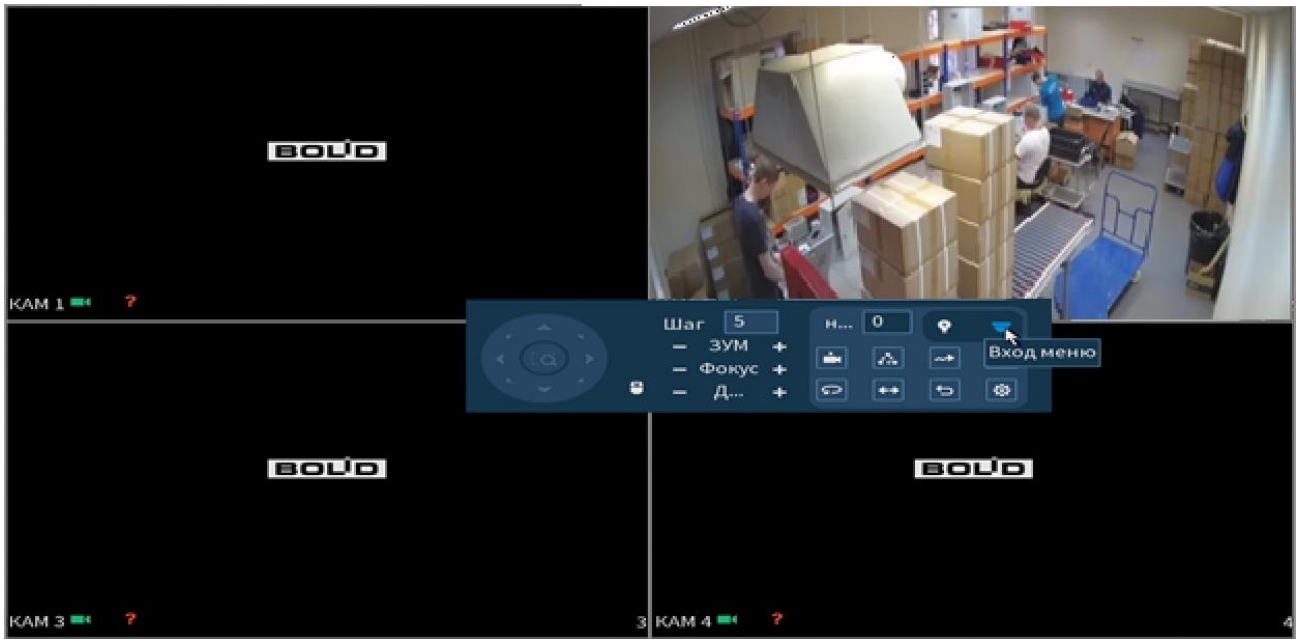 BOLID
КАМ 1
?
Шаг 5
н... 0
— ЗУМ +
— Фокус +
— Д... +
Вход меню
BOLID
BOLID
КАМ 3
?
3
КАМ 4
?
4